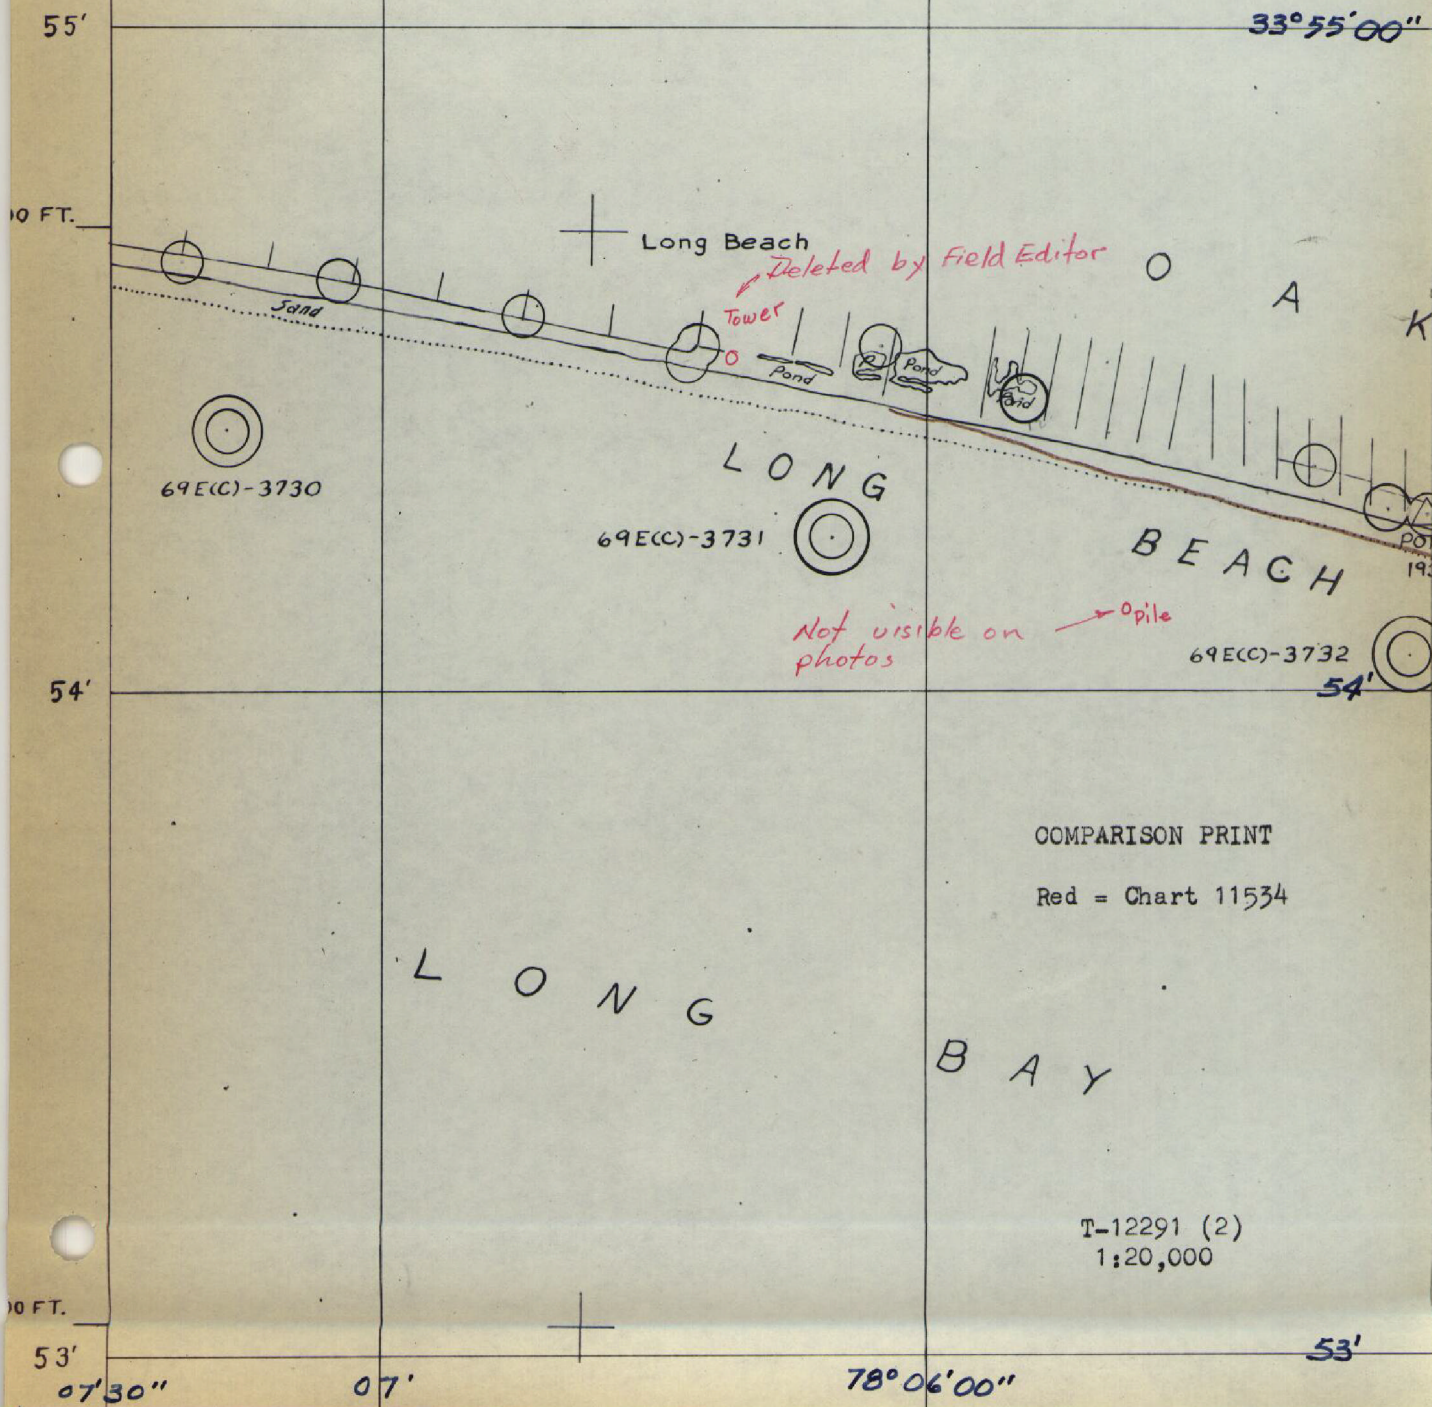 55'
33°55'00"
00 FT.
Long Beach
Deleted by Field Editor
Tower
O A K
Sand
Pond
Pond
Pond
LONG
69E(C)-3730
69E(C)-3731
BEACH
Not visible on
photos
pile
69E(C)-3732
54'
54'
COMPARISON PRINT
Red = Chart 11534
LONG
BAY
T-12291 (2)
1:20,000
00 FT.
53'
53'
07'30"
07'
78°06'00"